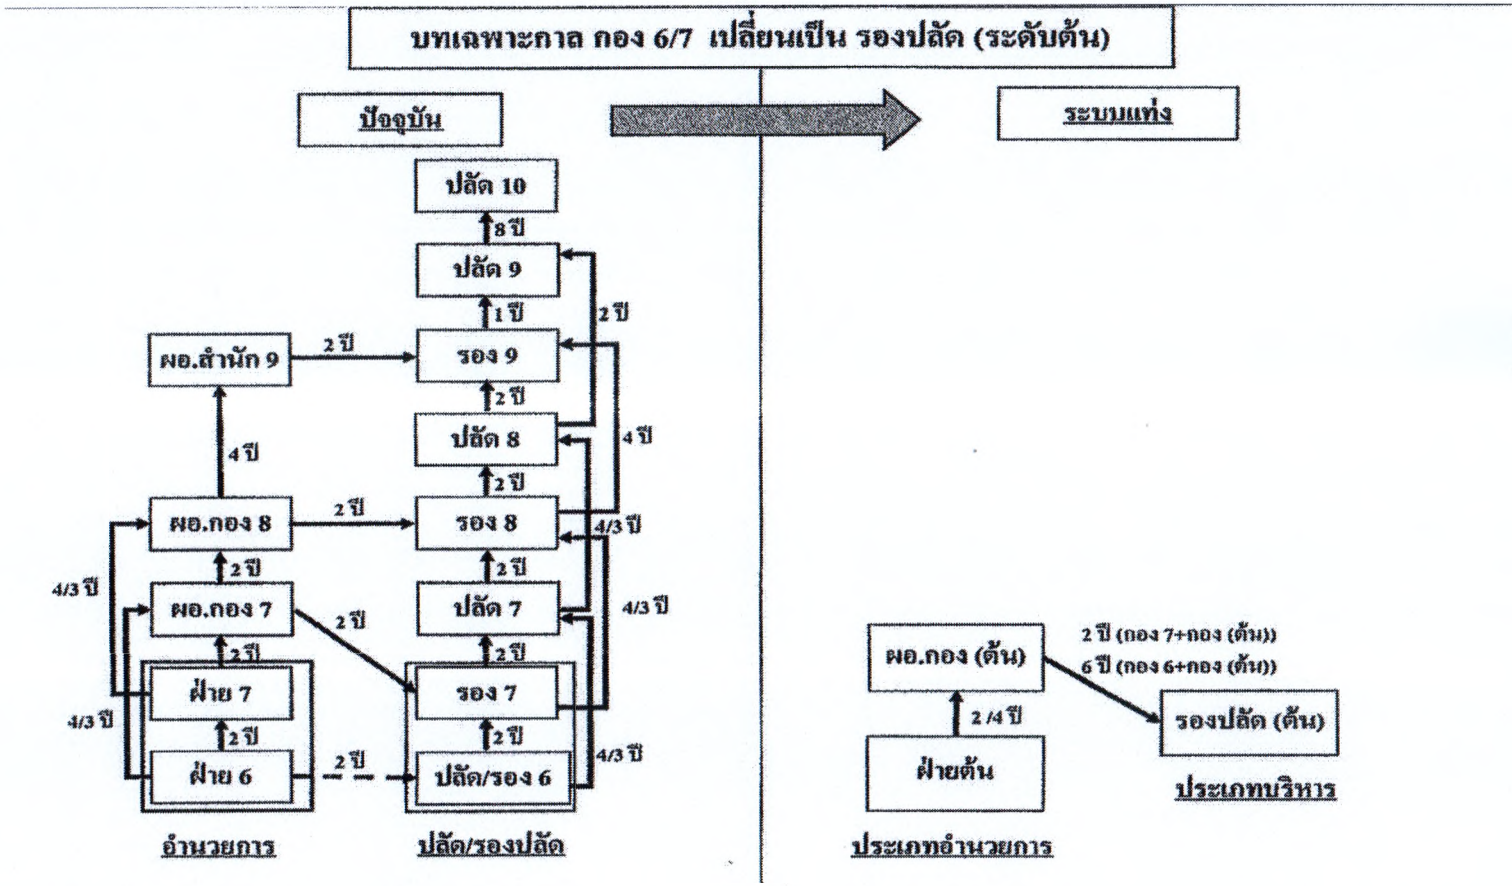 บทเฉพาะกาล กอง 6/7 เปลี่ยนเป็น รองปลัด (ระดับต้น)
ปัจจุบัน
ระบบแท่ง
ปลัด 10
8 ปี
ปลัด 9
1 ปี
2 ปี
ผอ.สำนัก 9
2 ปี
รอง 9
2 ปี
ปลัด 8
4 ปี
4 ปี
2 ปี
ผอ.กอง 8
2 ปี
รอง 8
4/3 ปี
2 ปี
2 ปี
4/3 ปี
ผอ.กอง 7
2 ปี
ปลัด 7
4/3 ปี
2 ปี
2 ปี
ฝ่าย 7
รอง 7
4/3 ปี
2 ปี
2 ปี
ฝ่าย 6
2 ปี
ปลัด/รอง 6
4/3 ปี
อำนวยการ
ปลัด/รองปลัด
ผอ.กอง (ต้น)
2 ปี (กอง 7+กอง (ต้น))
6 ปี (กอง 6+กอง (ต้น))
2 /4 ปี
รองปลัด (ต้น)
ฝ่ายต้น
ประเภทบริหาร
ประเภทอำนวยการ